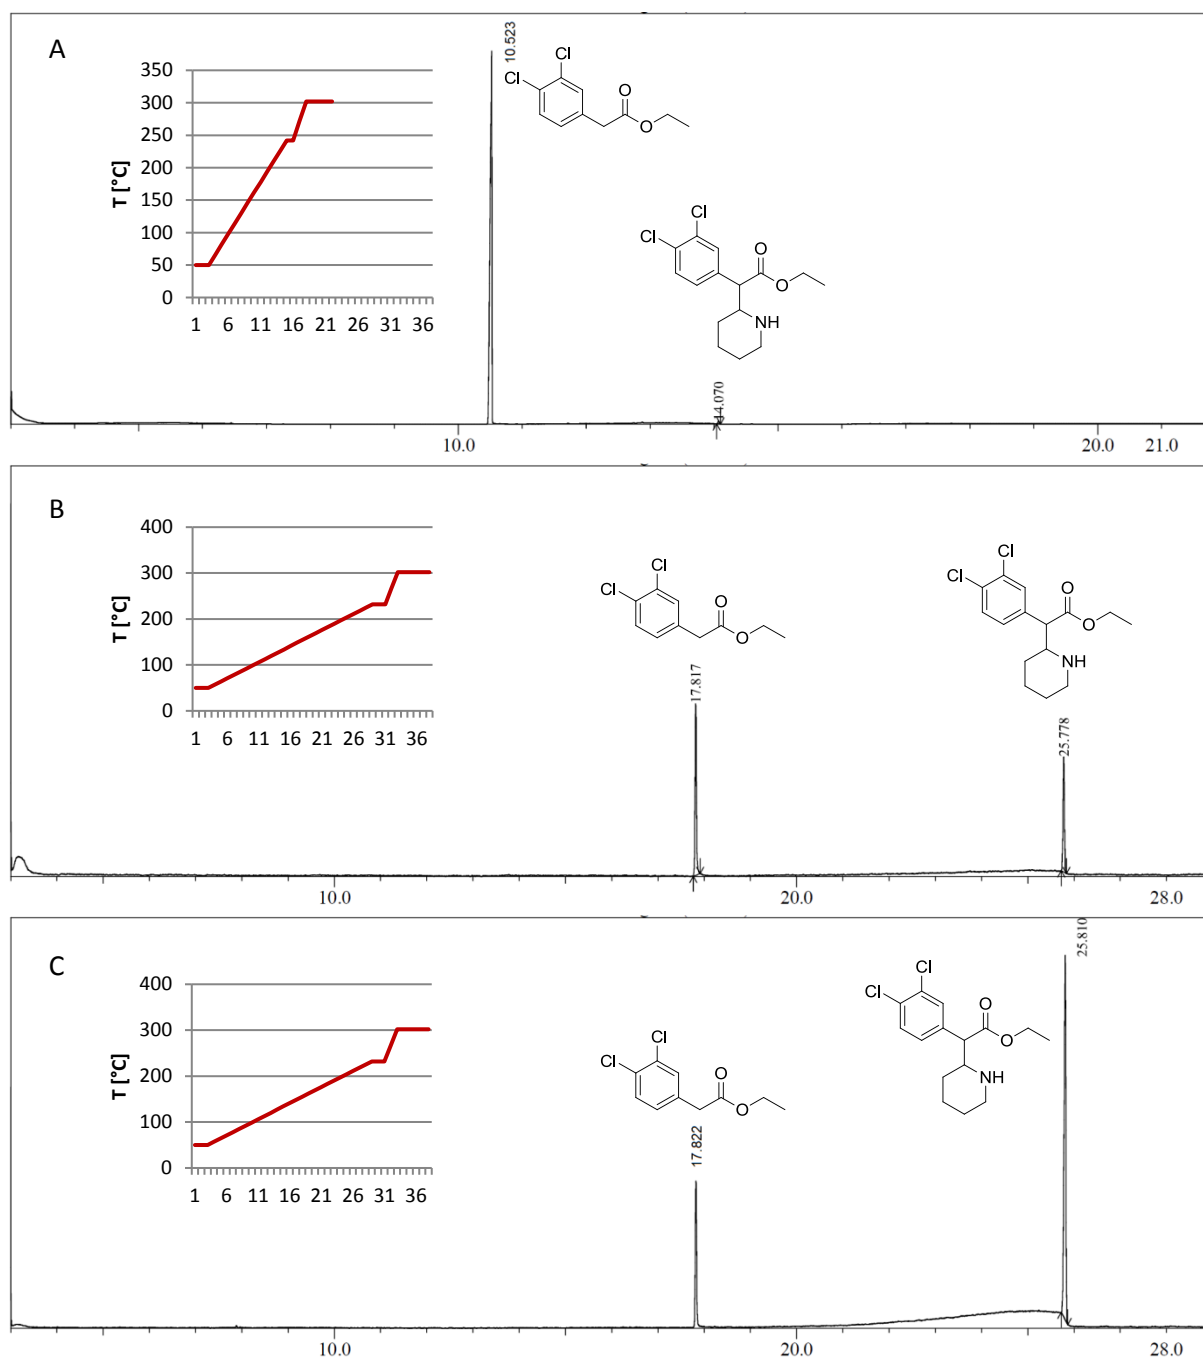 A
T [°C]
350
300
250
200
150
100
50
0
1 6 11 16 21 26 31 36
10.523
Cl
Cl
O
O
Cl
Cl
O
O
NH
14.070
10.0 20.0 21.0
B
T [°C]
400
300
200
100
0
1 6 11 16 21 26 31 36
Cl
Cl
O
O
17.817
Cl
Cl
O
O
NH
25.778
10.0 20.0 28.0
C
T [°C]
400
300
200
100
0
1 6 11 16 21 26 31 36
Cl
Cl
O
O
17.822
Cl
Cl
O
O
NH
25.810
10.0 20.0 28.0